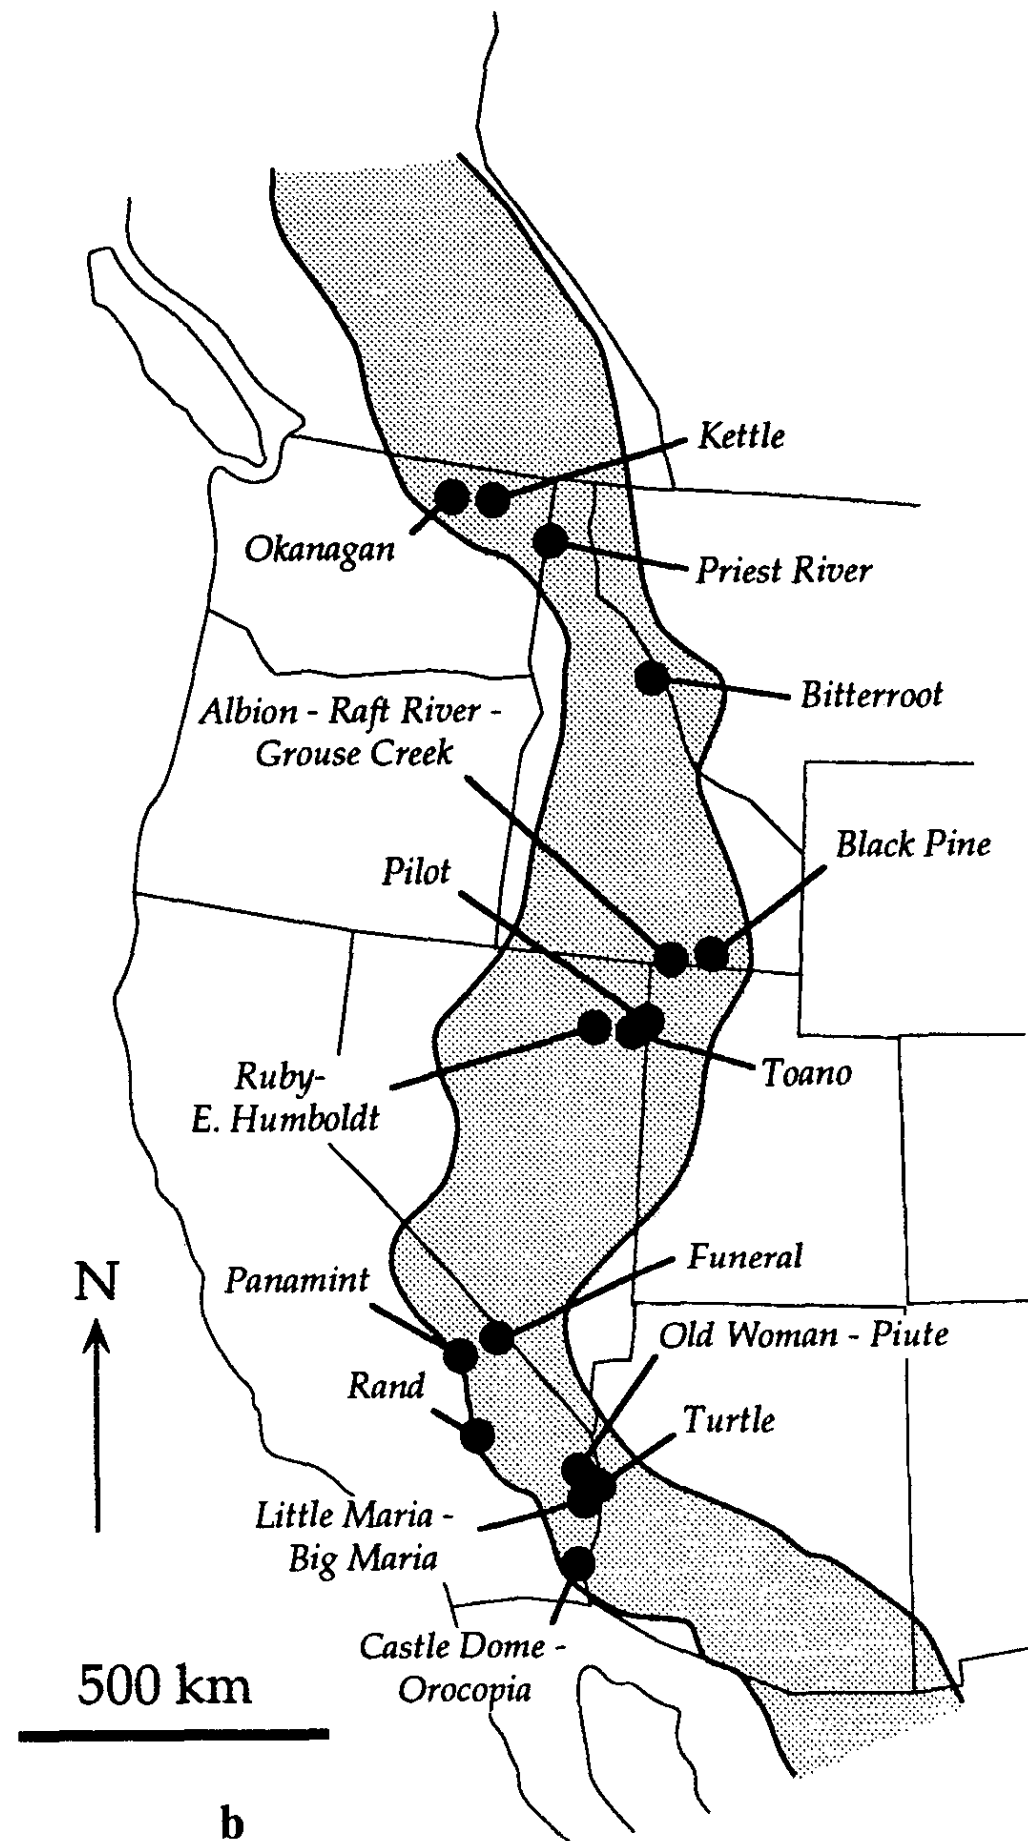 Kettle
Okanagan
Priest River
Bitterroot
Albion - Raft River -
Grouse Creek
Black Pine
Pilot
Toano
Ruby-
E. Humboldt
N
Funeral
Panamint
Old Woman - Piute
Rand
Turtle
Little Maria -
Big Maria
Castle Dome -
Orocopia
500 km
b